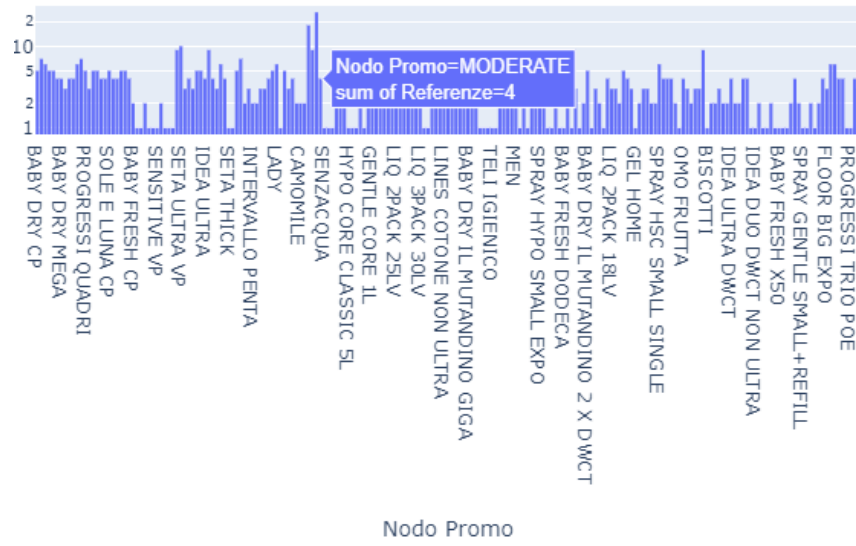 2
10
5
2
1
Nodo Promo=MODERATE
sum of Referenze=4
BABY DRY CP
BABY DRY MEGA
PROGRESSI QUADRI
SOLE E LUNA CP
BABY FRESH CP
SENSITIVE VP
SETA ULTRA VP
IDEA ULTRA
SETA THICK
INTERVALLO PENTA
LADY
CAMOMILE
SENZACQUA
HYPO CORE CLASSIC 5L
GENTLE CORE 1L
LIQ 2PACK 25LV
LIQ 3PACK 30LV
LINES COTONE NON ULTRA
BABY DRY IL MUTANDINO GIGA
TELI IGIENICO
MEN
SPRAY HYPO SMALL EXPO
BABY FRESH DODECA
BABY DRY IL MUTANDINO 2 X DWCT
LIQ 2PACK 18LV
GEL HOME
SPRAY HSC SMALL SINGLE
OMO FRUTTA
BISCOTTI
IDEA ULTRA DWCT
IDEA DUO DWCT NON ULTRA
BABY FRESH X50
SPRAY GENTLE SMALL+REFILL
FLOOR BIG EXPO
PROGRESSI TRIO POE
Nodo Promo